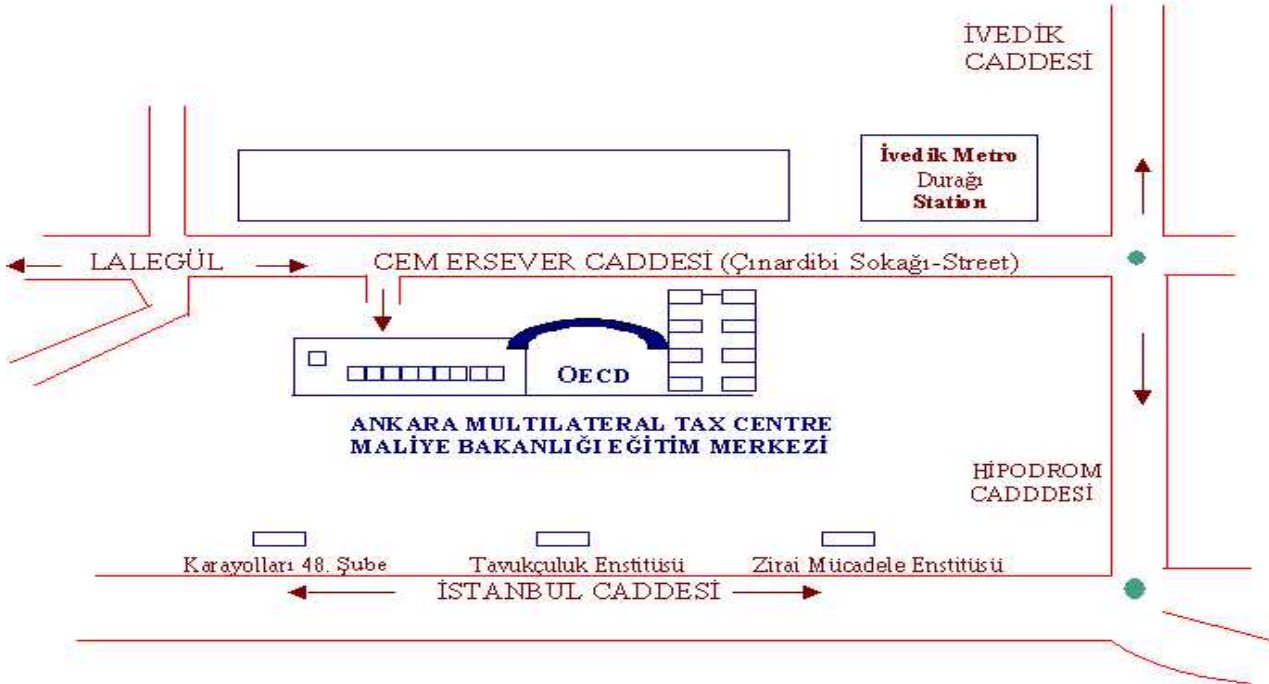 İVEDİK
CADDESİ
İvedik Metro
Durağı
Station
LALEGÜL
CEM ERSEVER CADDESİ (Çınardibi Sokağı-Street)
OECD
ANKARA MULTILATERAL TAX CENTRE
MALİYE BAKANLIĞI EĞİTİM MERKEZİ
HİPODROM
CADDDESİ
Karayolları 48. Şube
Tavukçuluk Enstitüsü
Zirai Mücadele Enstitüsü
İSTANBUL CADDESİ